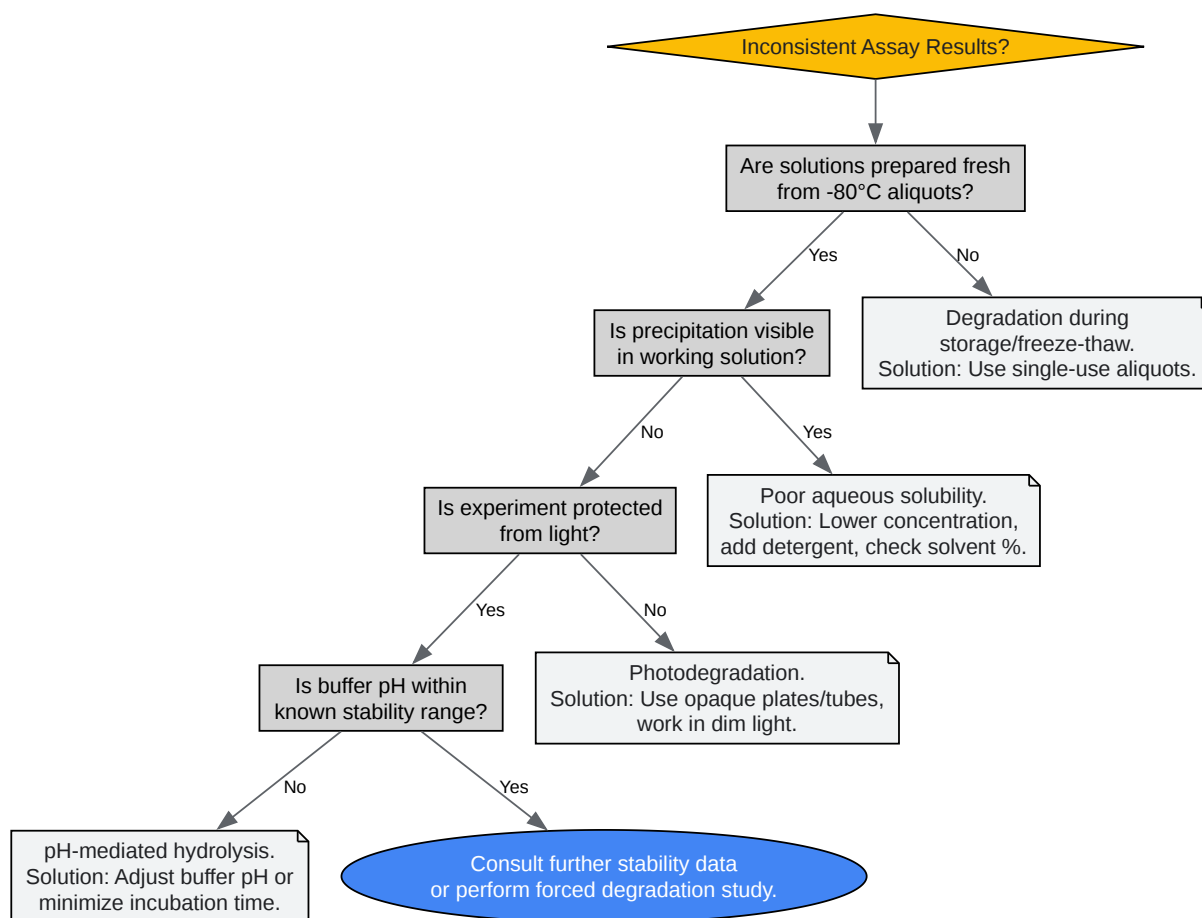 Inconsistent Assay Results?
Are solutions prepared fresh
from -80°C aliquots?
Yes
No
Is precipitation visible
in working solution?
Degradation during
storage/freeze-thaw.
Solution: Use single-use aliquots.
No
Yes
Is experiment protected
from light?
Poor aqueous solubility.
Solution: Lower concentration,
add detergent, check solvent %.
Yes
No
Is buffer pH within
known stability range?
Photodegradation.
Solution: Use opaque plates/tubes,
work in dim light.
No
Yes
pH-mediated hydrolysis.
Solution: Adjust buffer pH or
minimize incubation time.
Consult further stability data
or perform forced degradation study.